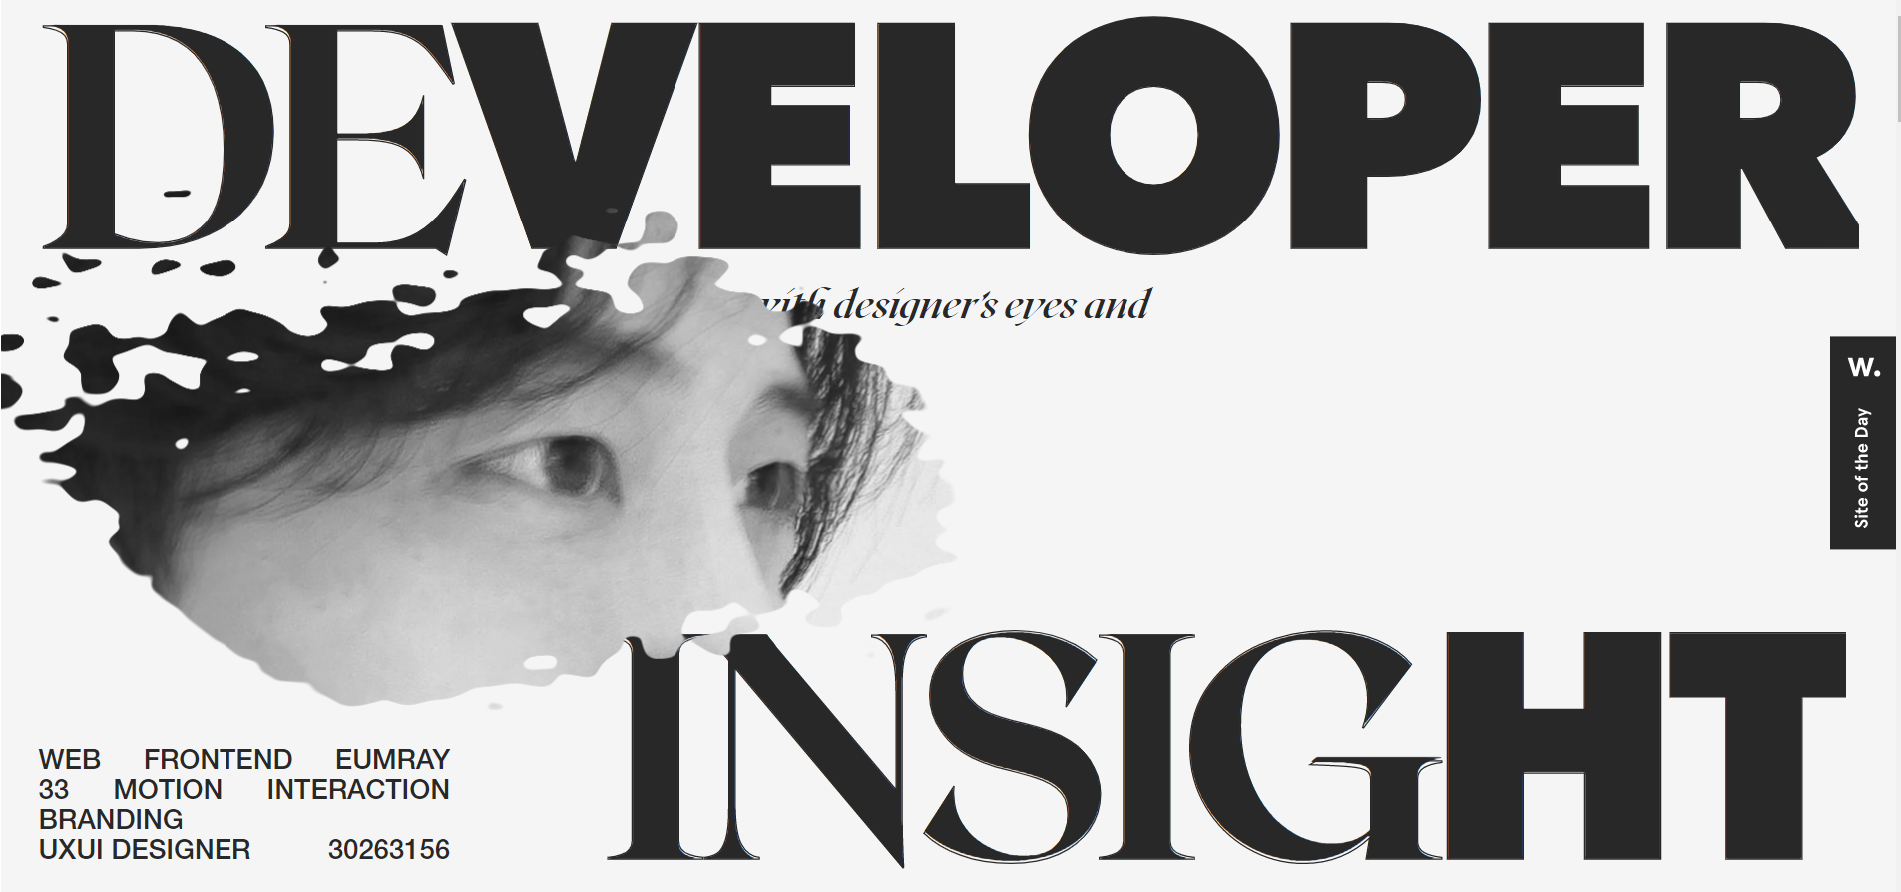 DEVELOPER
with designer's eyes and
W.
Site of the Day
INSIGHT
WEB FRONTEND EUMRAY
33 MOTION INTERACTION
BRANDING
UXUI DESIGNER 30263156